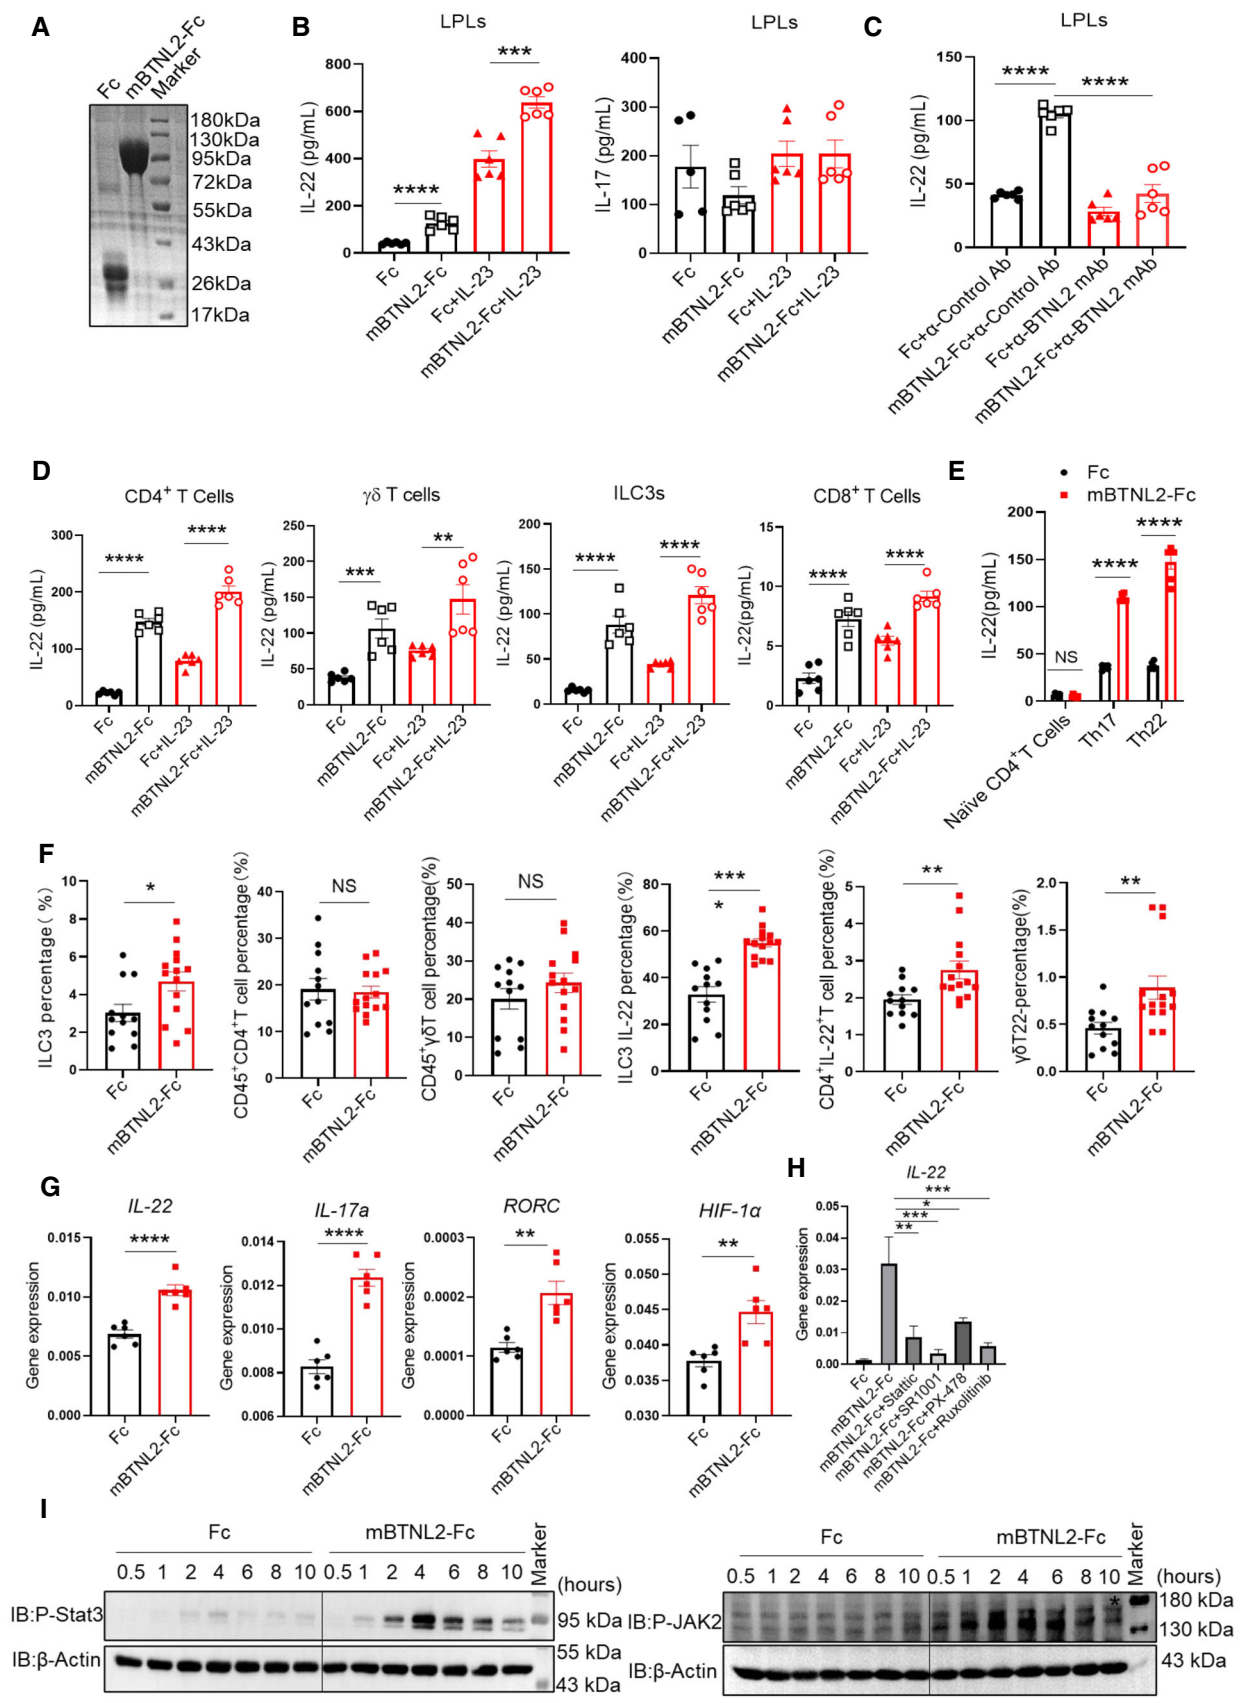 A
Fc
mBTNL2-Fc
Marker
180kDa
130kDa
95kDa
72kDa
55kDa
43kDa
26kDa
17kDa
B
LPLs
IL-22 (pg/mL)
800
600
400
200
0
****
***
Fc
mBTNL2-Fc
Fc+IL-23
mBTNL2-Fc+IL-23
LPLs
IL-17 (pg/mL)
400
300
200
100
0
Fc
mBTNL2-Fc
Fc+IL-23
mBTNL2-Fc+IL-23
C
LPLs
IL-22 (pg/mL)
150
100
50
0
****
****
Fc+α-Control Ab
mBTNL2-Fc+α-Control Ab
Fc+α-BTNL2 mAb
mBTNL2-Fc+α-BTNL2 mAb
D
CD4+ T Cells
IL-22 (pg/mL)
300
200
100
0
****
****
Fc
mBTNL2-Fc
Fc+IL-23
mBTNL2-Fc+IL-23
γδ T cells
IL-22 (pg/mL)
250
200
150
100
50
0
***
**
Fc
mBTNL2-Fc
Fc+IL-23
mBTNL2-Fc+IL-23
ILC3s
IL-22 (pg/mL)
200
150
100
50
0
****
****
Fc
mBTNL2-Fc
Fc+IL-23
mBTNL2-Fc+IL-23
CD8+ T Cells
IL-22(pg/mL)
15
10
5
0
****
****
Fc
mBTNL2-Fc
Fc+IL-23
mBTNL2-Fc+IL-23
E
Fc
mBTNL2-Fc
IL-22(pg/mL)
200
150
100
50
0
NS
****
****
Naïve CD4+T Cells
Th17
Th22
F
ILC3 percentage (%)
10
8
6
4
2
0
*
Fc
mBTNL2-Fc
CD45+CD4+T cell percentage(%)
40
30
20
10
0
NS
Fc
mBTNL2-Fc
CD45+γδT cell percentage(%)
50
40
30
20
10
0
NS
Fc
mBTNL2-Fc
ILC3 IL-22 percentage(%)
80
60
40
20
0
***
*
Fc
mBTNL2-Fc
CD4+IL-22+T cell percentage(%)
5
4
3
2
1
0
**
Fc
mBTNL2-Fc
γδT22-percentage(%)
2.0
1.5
1.0
0.5
0.0
**
Fc
mBTNL2-Fc
G
IL-22
Gene expression
0.015
0.010
0.005
0.000
****
Fc
mBTNL2-Fc
IL-17a
Gene expression
0.014
0.012
0.010
0.008
0.006
****
Fc
mBTNL2-Fc
RORC
Gene expression
0.0003
0.0002
0.0001
0.0000
**
Fc
mBTNL2-Fc
HIF-1α
Gene expression
0.055
0.050
0.045
0.040
0.035
0.030
**
Fc
mBTNL2-Fc
H
IL-22
Gene expression
0.05
0.04
0.03
0.02
0.01
0.00
***
*
***
**
Fc
mBTNL2-Fc
mBTNL2-Fc+Stattic
mBTNL2-Fc+SR1001
mBTNL2-Fc+PX-478
mBTNL2-Fc+Ruxolitinib
I
Fc
mBTNL2-Fc
Marker
0.5 1 2 4 6 8 10 0.5 1 2 4 6 8 10 (hours)
IB:P-Stat3
95 kDa
IB:β-Actin
55 kDa
43 kDa
Fc
mBTNL2-Fc
Marker
0.5 1 2 4 6 8 10 0.5 1 2 4 6 8 10
*
180 kDa
IB:P-JAK2
130 kDa
IB:β-Actin
43 kDa